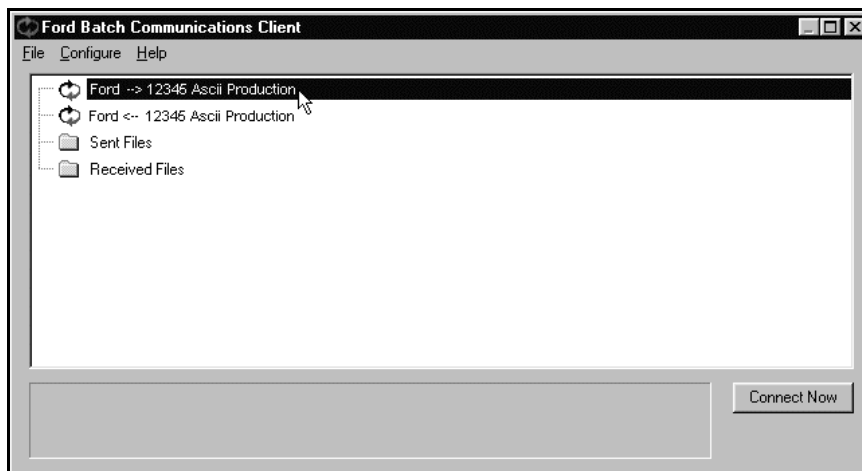 Ford Batch Communications Client
File Configure Help
Ford --> 12345 Ascii Production
Ford <-- 12345 Ascii Production
Sent Files
Received Files
Connect Now